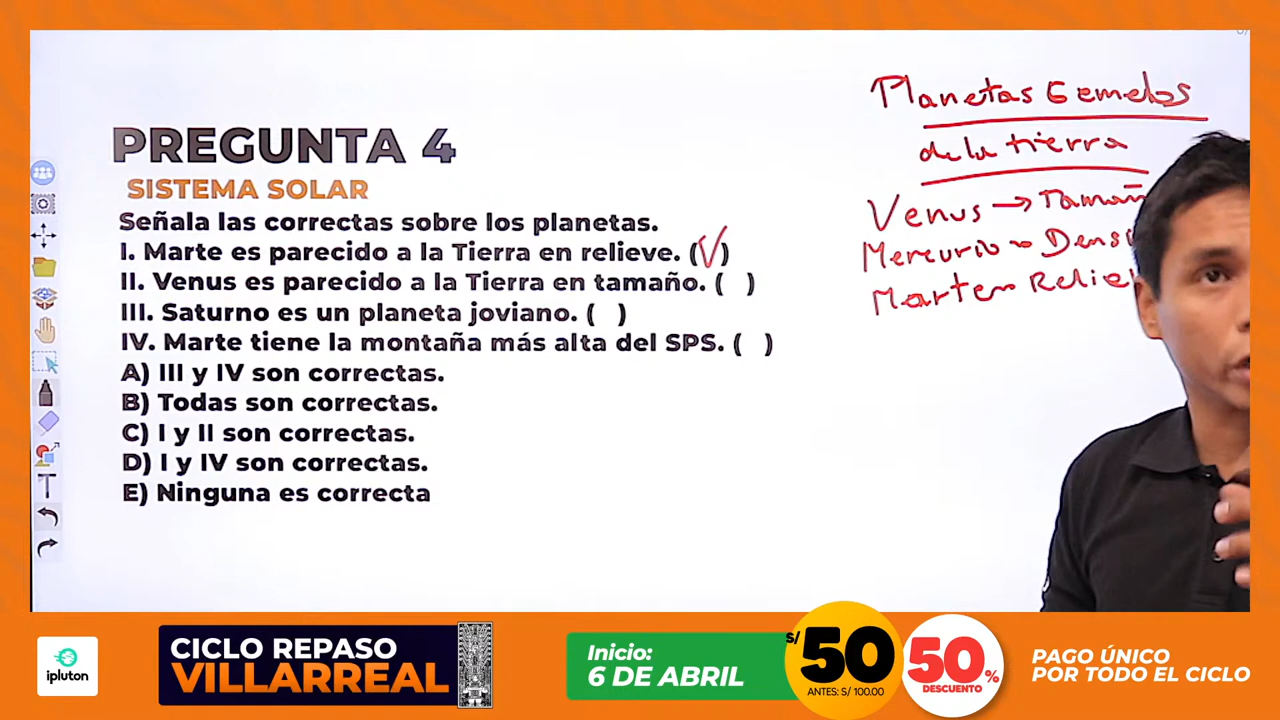 PREGUNTA 4
SISTEMA SOLAR
Señala las correctas sobre los planetas.
I. Marte es parecido a la Tierra en relieve. (V)
II. Venus es parecido a la Tierra en tamaño. ( )
III. Saturno es un planeta joviano. ( )
IV. Marte tiene la montaña más alta del SPS. ( )
A) III y IV son correctas.
B) Todas son correctas.
C) I y II son correctas.
D) I y IV son correctas.
E) Ninguna es correcta
Planetas Gemelos
de la tierra
Venus → Tamañ
Mercurio → Densi
Marte → Relie
ipluton
CICLO REPASO
VILLARREAL
Inicio:
6 DE ABRIL
S/ 50
ANTES: S/ 100.00
50%
DESCUENTO
PAGO ÚNICO
POR TODO EL CICLO